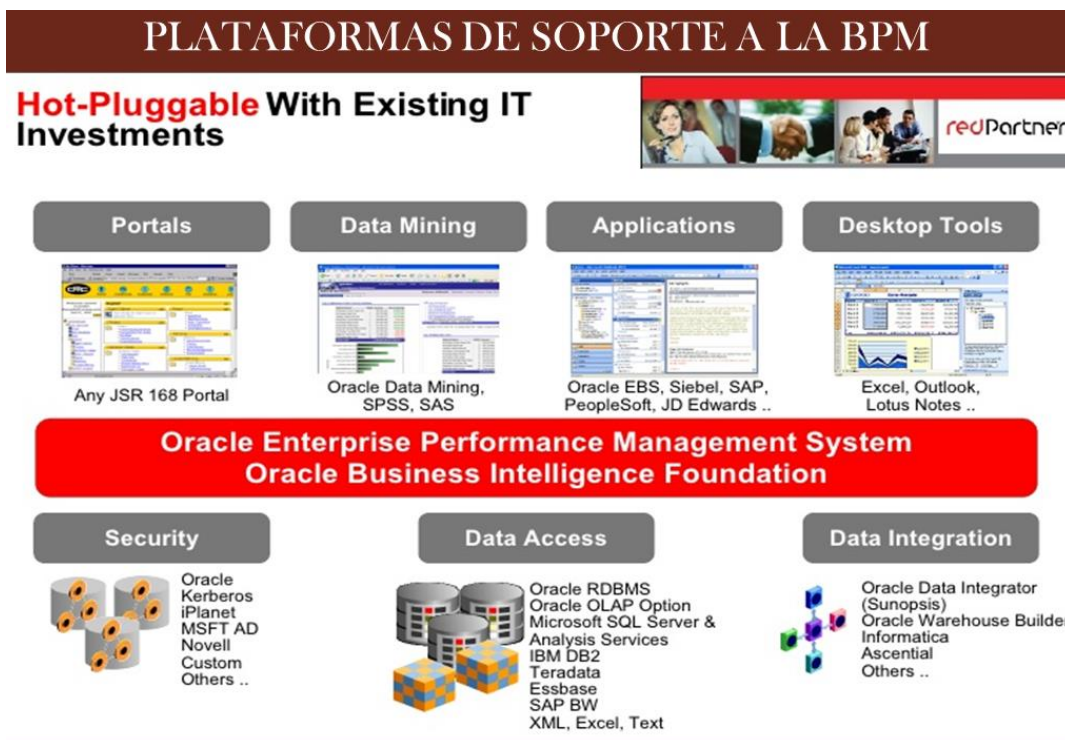 PLATAFORMAS DE SOPORTE A LA BPM
Hot-Pluggable With Existing IT
Investments
redPartner
Portals
Data Mining
Applications
Desktop Tools
Any JSR 168 Portal
Oracle Data Mining,
SPSS, SAS
Oracle EBS, Siebel, SAP,
PeopleSoft, JD Edwards ..
Excel, Outlook,
Lotus Notes ..
Oracle Enterprise Performance Management System
Oracle Business Intelligence Foundation
Security
Data Access
Data Integration
Oracle
Kerberos
iPlanet
MSFT AD
Novell
Custom
Others ..
Oracle RDBMS
Oracle OLAP Option
Microsoft SQL Server &
Analysis Services
IBM DB2
Teradata
Essbase
SAP BW
XML, Excel, Text
Oracle Data Integrator
(Sunopsis)
Oracle Warehouse Builder
Informatica
Ascential
Others ..